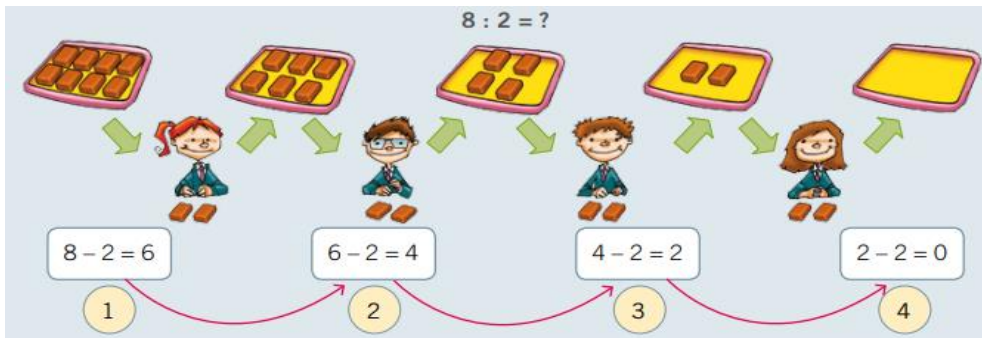 8 : 2 = ?
8 – 2 = 6
6 – 2 = 4
4 – 2 = 2
2 – 2 = 0
1
2
3
4